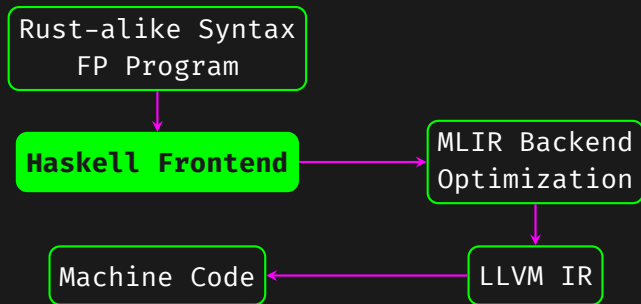 Rust-alike Syntax
FP Program
Haskell Frontend
MLIR Backend
Optimization
LLVM IR
Machine Code